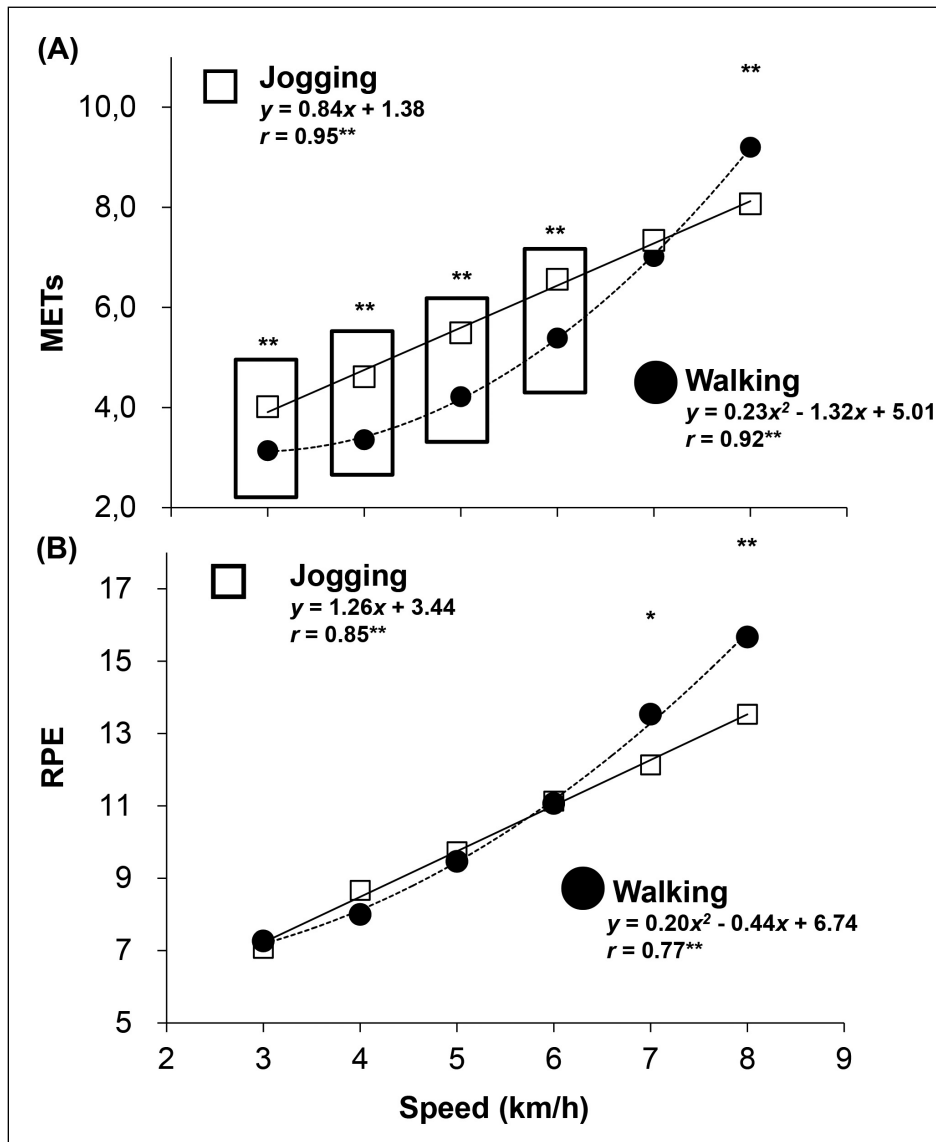 (A)
Jogging
y = 0.84x + 1.38
r = 0.95**
**
10,0
8,0
**
**
6,0
**
**
METs
Walking
y = 0.23x² - 1.32x + 5.01
r = 0.92**
4,0
2,0
(B)
**
Jogging
y = 1.26x + 3.44
r = 0.85**
17
*
15
13
RPE
11
9
Walking
y = 0.20x² - 0.44x + 6.74
r = 0.77**
7
5
2 3 4 5 6 7 8 9
Speed (km/h)